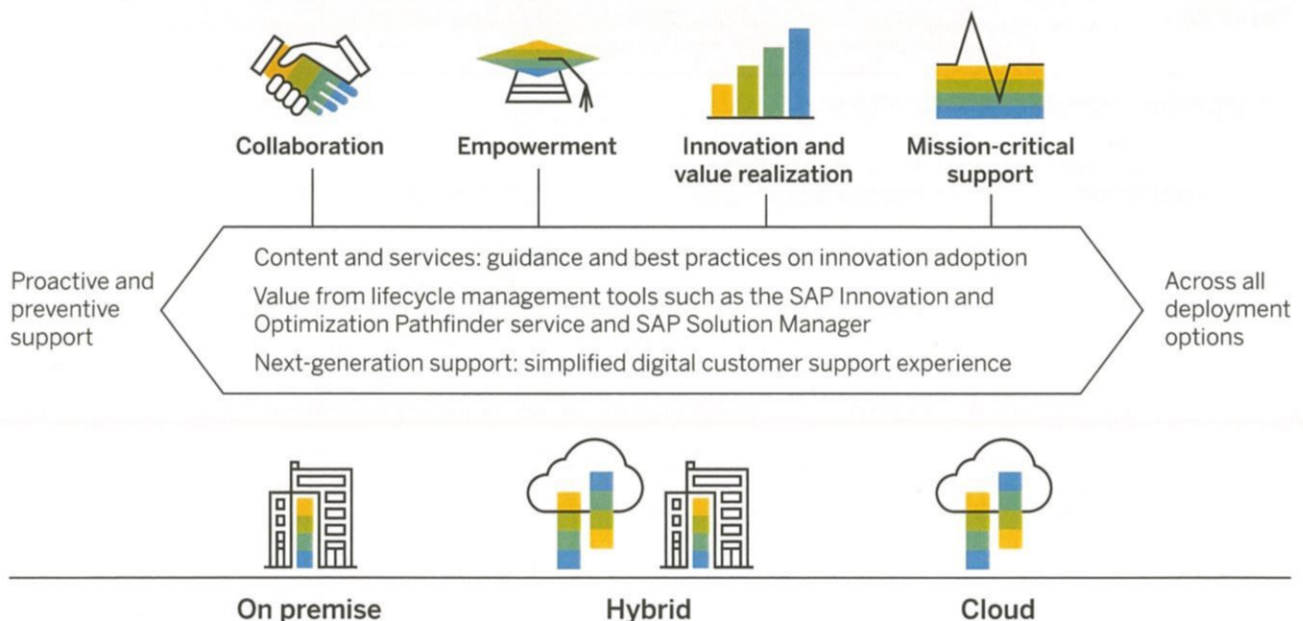 Collaboration
Empowerment
Innovation and
value realization
Mission-critical
support
Proactive and
preventive
support
Content and services: guidance and best practices on innovation adoption
Value from lifecycle management tools such as the SAP Innovation and
Optimization Pathfinder service and SAP Solution Manager
Next-generation support: simplified digital customer support experience
Across all
deployment
options
On premise
Hybrid
Cloud